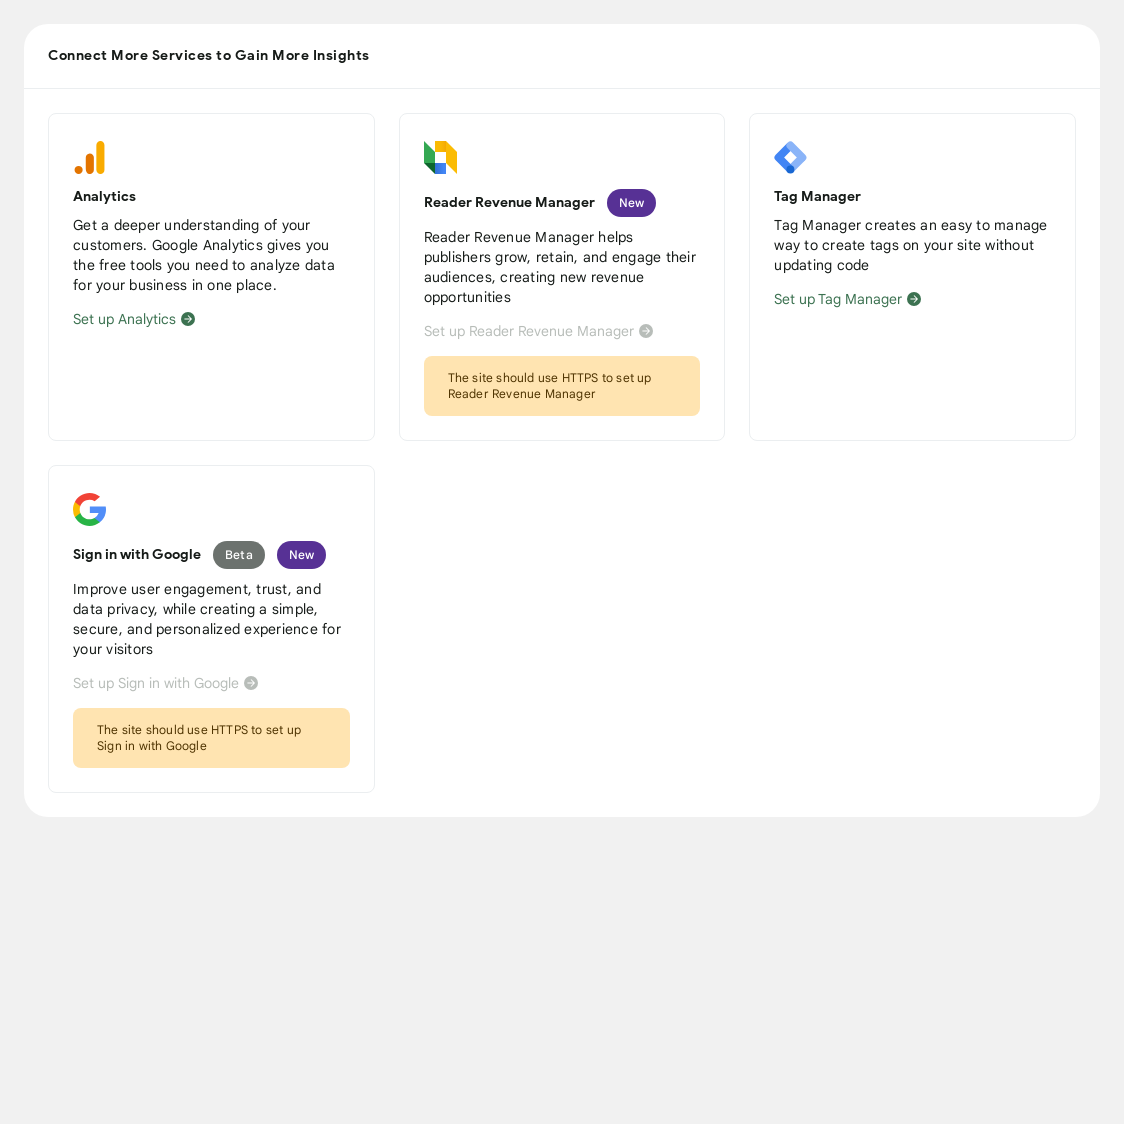 Connect More Services to Gain More Insights
Analytics
Get a deeper understanding of your
customers. Google Analytics gives you
the free tools you need to analyze data
for your business in one place.
Set up Analytics
Reader Revenue Manager New
Reader Revenue Manager helps
publishers grow, retain, and engage their
audiences, creating new revenue
opportunities
Set up Reader Revenue Manager
The site should use HTTPS to set up
Reader Revenue Manager
Tag Manager
Tag Manager creates an easy to manage
way to create tags on your site without
updating code
Set up Tag Manager
Sign in with Google Beta New
Improve user engagement, trust, and
data privacy, while creating a simple,
secure, and personalized experience for
your visitors
Set up Sign in with Google
The site should use HTTPS to set up
Sign in with Google